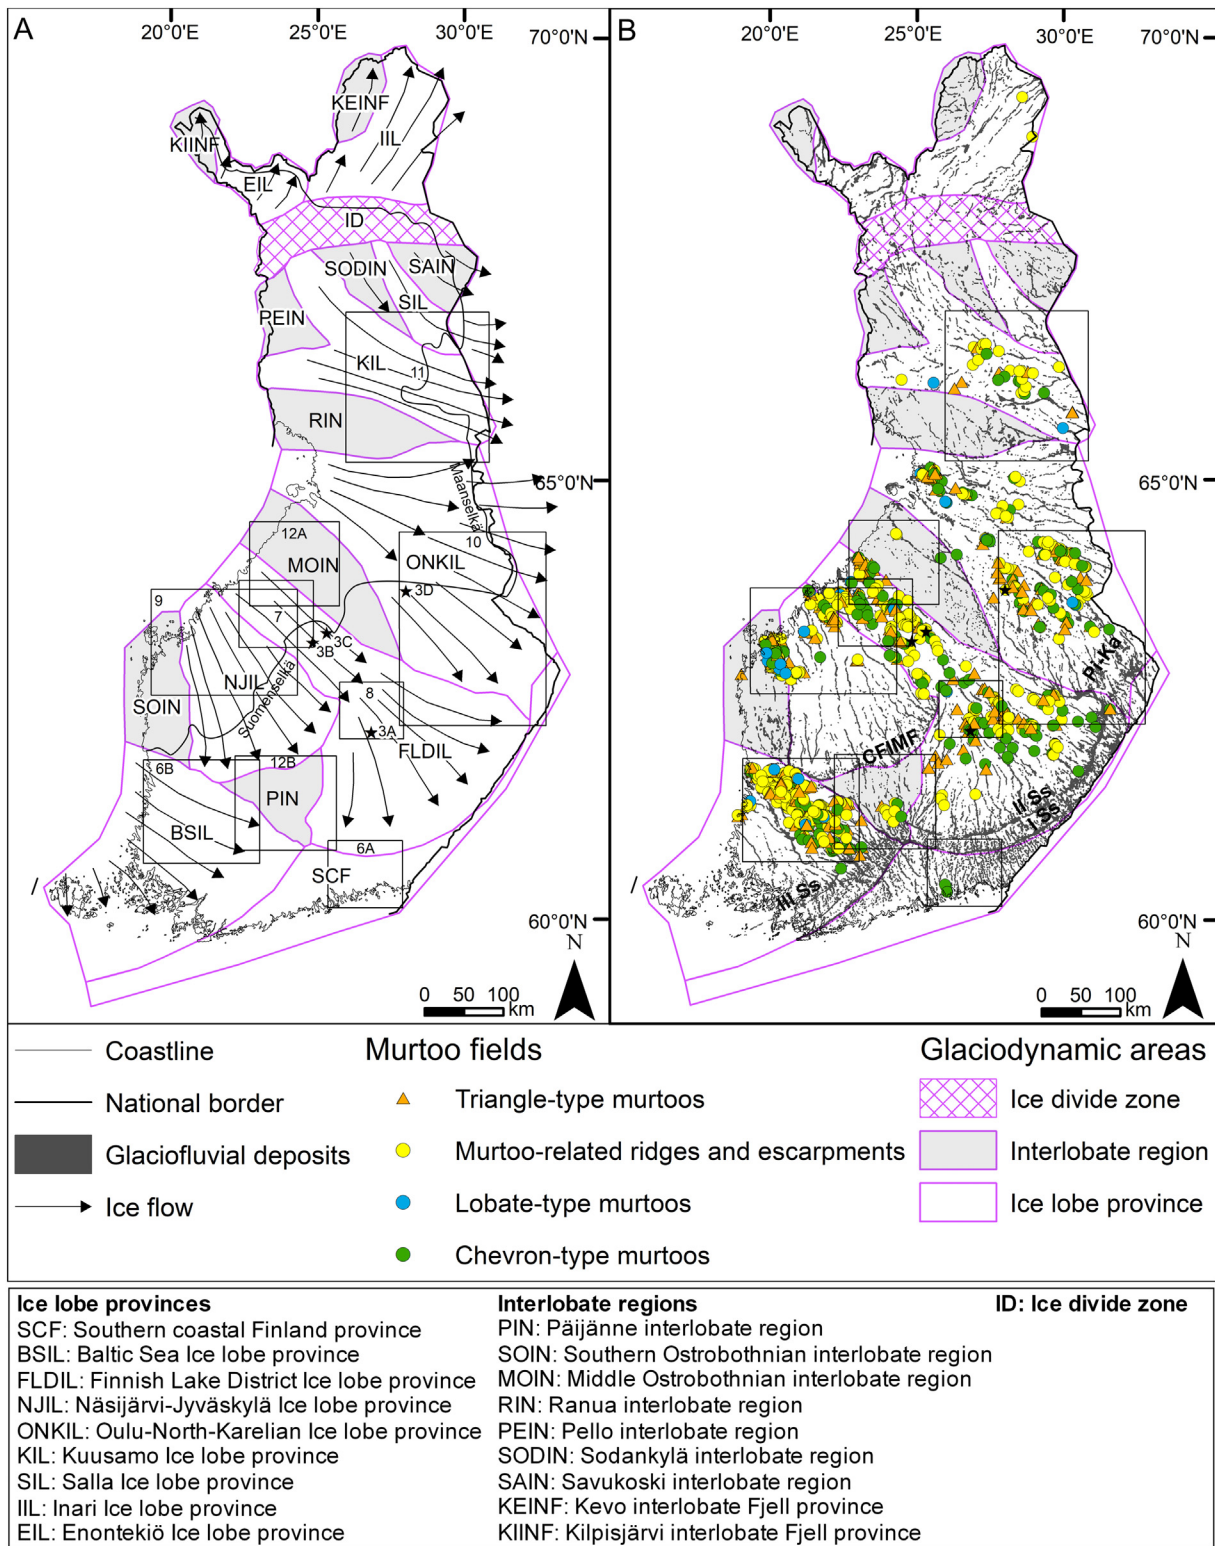 A
20°0'E
25°0'E
30°0'E
70°0'N
B
20°0'E
25°0'E
30°0'E
70°0'N
KEINF
KIINF
IIL
EIL
ID
SODIN
SAIN
SIL
PEIN
KIL
11
RIN
Maanselkä
65°0'N
65°0'N
12A
MOIN
10
ONKIL
3D
9
7
3C
3B
NJIL
Suomenselkä
SOIN
8
3A
FLDIL
6B
12B
PIN
BSIL
6A
SCF
60°0'N
60°0'N
N
N
0 50 100
km
0 50 100
km
PI-Ka
CFIMF
II Ss
I Ss
III Ss
Coastline
National border
Glaciofluvial deposits
Ice flow
Murtoo fields
Triangle-type murtoos
Murtoo-related ridges and escarpments
Lobate-type murtoos
Chevron-type murtoos
Glaciodynamic areas
Ice divide zone
Interlobate region
Ice lobe province
Ice lobe provinces
SCF: Southern coastal Finland province
BSIL: Baltic Sea Ice lobe province
FLDIL: Finnish Lake District Ice lobe province
NJIL: Näsijärvi-Jyväskylä Ice lobe province
ONKIL: Oulu-North-Karelian Ice lobe province
KIL: Kuusamo Ice lobe province
SIL: Salla Ice lobe province
IIL: Inari Ice lobe province
EIL: Enontekiö Ice lobe province
Interlobate regions
PIN: Päijänne interlobate region
SOIN: Southern Ostrobothnian interlobate region
MOIN: Middle Ostrobothnian interlobate region
RIN: Ranua interlobate region
PEIN: Pello interlobate region
SODIN: Sodankylä interlobate region
SAIN: Savukoski interlobate region
KEINF: Kevo interlobate Fjell province
KIINF: Kilpisjärvi interlobate Fjell province
ID: Ice divide zone